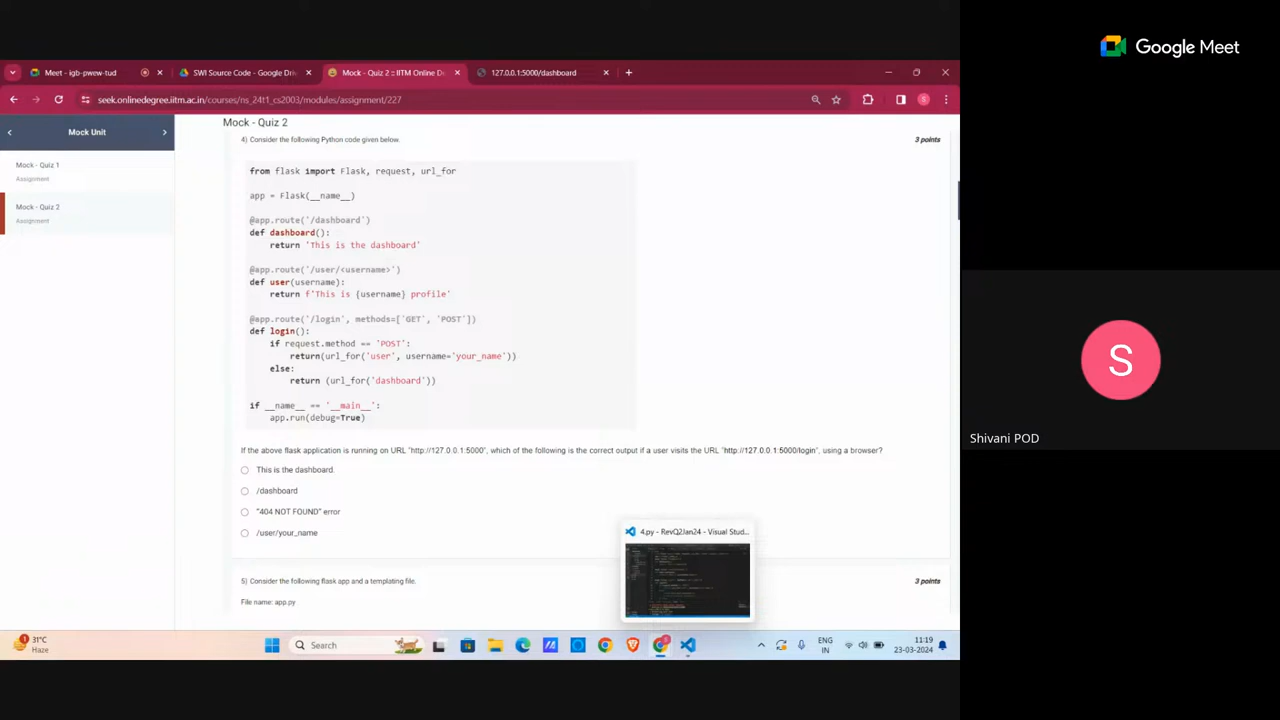 Google Meet
Meet - igb-pwew-tud
SWI Source Code - Google Driv
Mock - Quiz 2 :: IITM Online De
127.0.0.1:5000/dashboard
seek.onlinedegree.iitm.ac.in/courses/ns_24t1_cs2003/modules/assignment/227
Mock Unit
Mock - Quiz 1
Assignment
Mock - Quiz 2
Assignment
Mock - Quiz 2
4) Consider the following Python code given below.
3 points
from flask import Flask, request, url_for
app = Flask(__name__)
@app.route('/dashboard')
def dashboard():
return 'This is the dashboard'
@app.route('/user/<username>')
def user(username):
return f'This is {username} profile'
@app.route('/login', methods=['GET', 'POST'])
def login():
if request.method == 'POST':
return(url_for('user', username='your_name'))
else:
return (url_for('dashboard'))
if __name__ == '__main__':
app.run(debug=True)
If the above flask application is running on URL "http://127.0.0.1:5000", which of the following is the correct output if a user visits the URL "http://127.0.0.1:5000/login", using a browser?
This is the dashboard.
/dashboard
"404 NOT FOUND" error
/user/your_name
5) Consider the following flask app and a templating file.
3 points
File name: app.py
4.py - RevQ2Jan24 - Visual Stud...
S
Shivani POD
31°C
Haze
Search
ENG
IN
11:19
23-03-2024